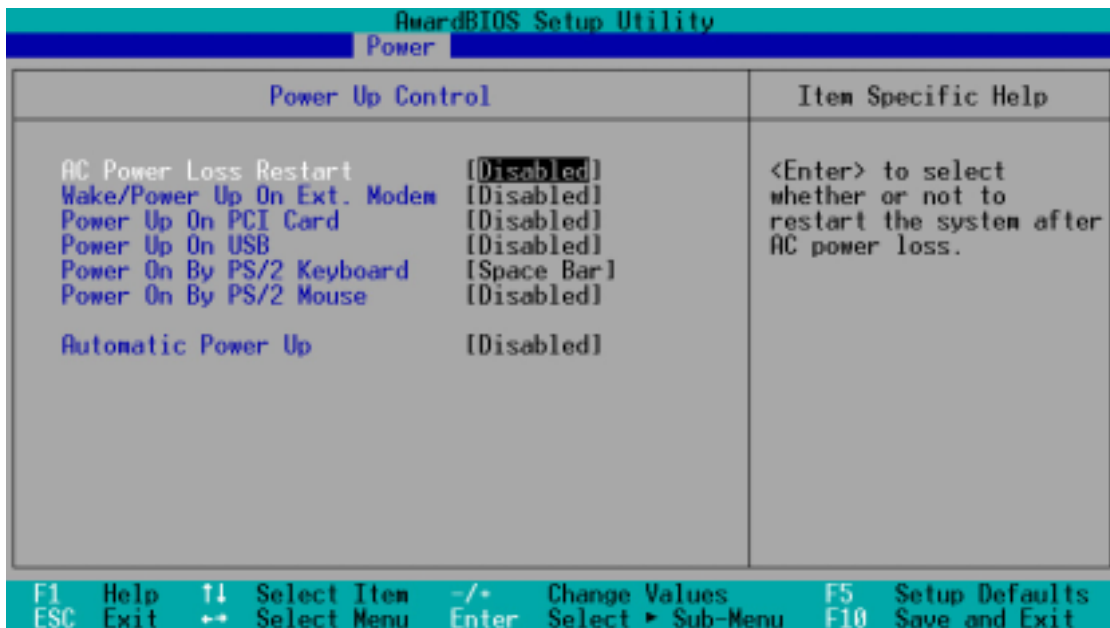 AwardBIOS Setup Utility
Power
Power Up Control
Item Specific Help
AC Power Loss Restart [Disabled]
Wake/Power Up On Ext. Modem [Disabled]
Power Up On PCI Card [Disabled]
Power Up On USB [Disabled]
Power On By PS/2 Keyboard [Space Bar]
Power On By PS/2 Mouse [Disabled]
Automatic Power Up [Disabled]
<Enter> to select
whether or not to
restart the system after
AC power loss.
F1 Help ↑↓ Select Item -/+ Change Values F5 Setup Defaults
ESC Exit ←→ Select Menu Enter Select ► Sub-Menu F10 Save and Exit